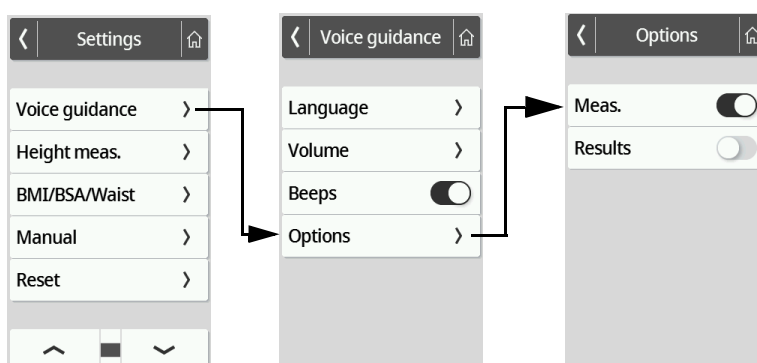 Settings
Voice guidance
Height meas.
BMI/BSA/Waist
Manual
Reset
Voice guidance
Language
Volume
Beeps
Options
Options
Meas.
Results